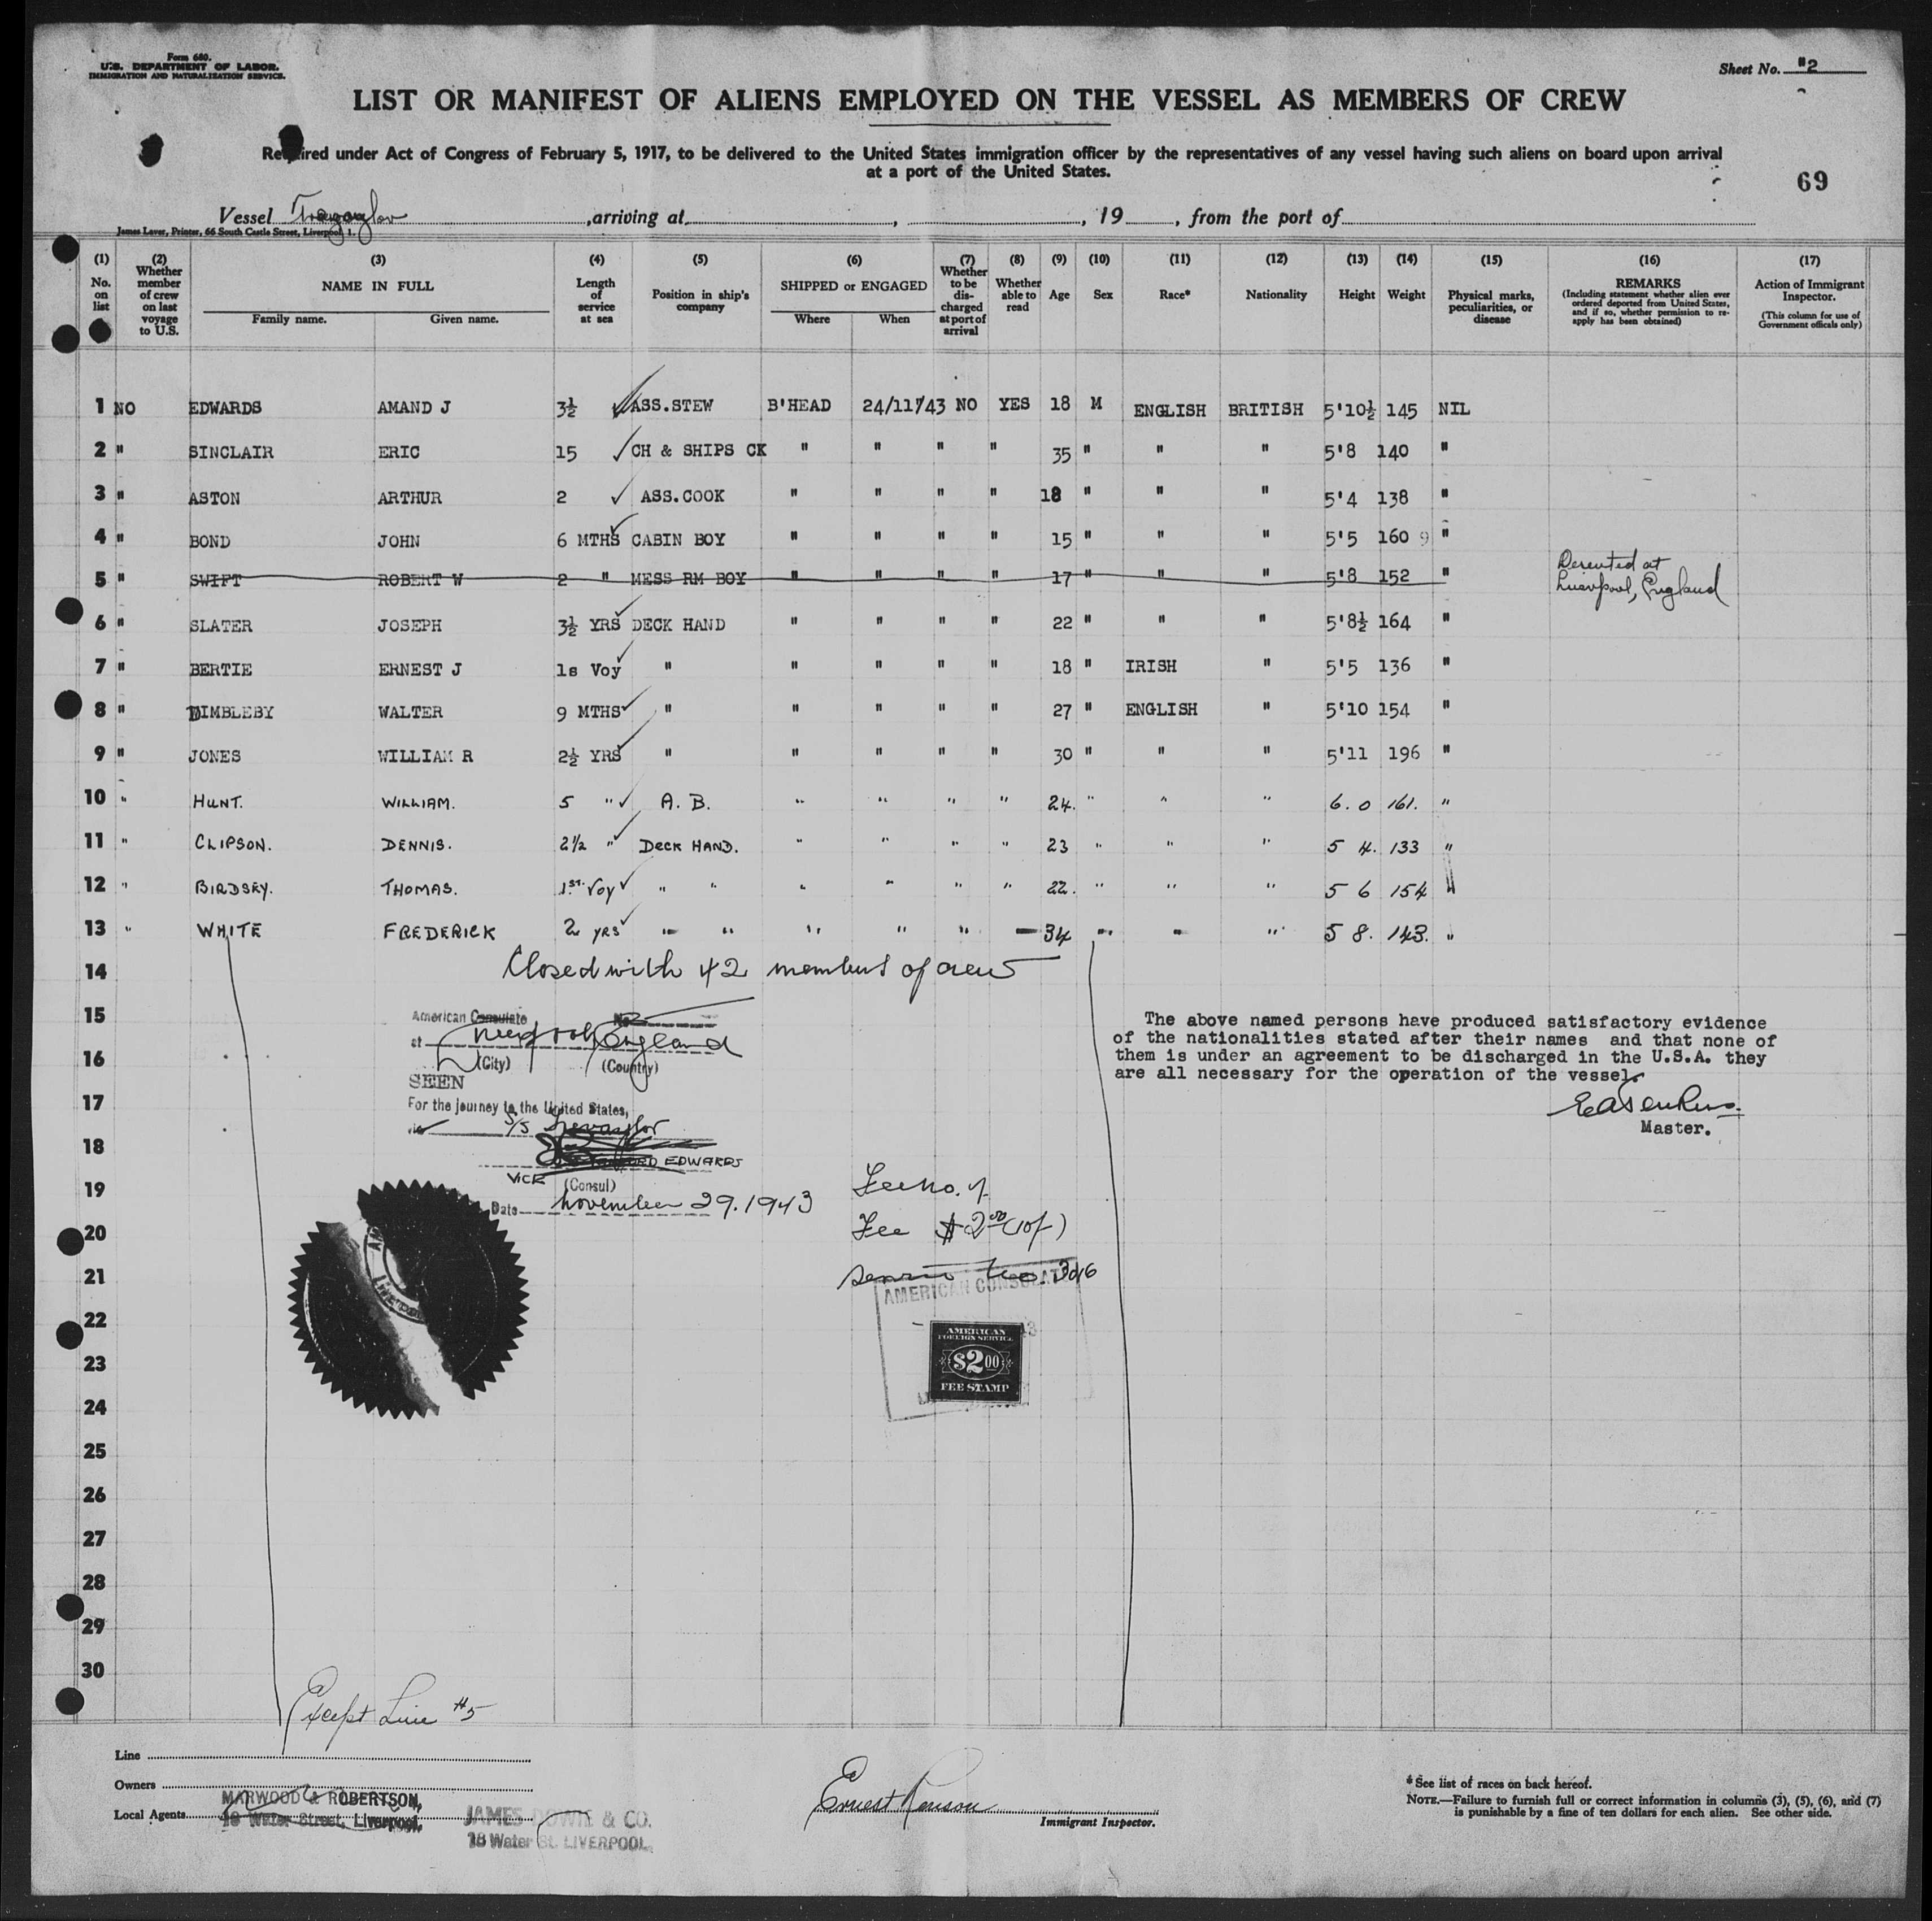 Form 680.
U.S. DEPARTMENT OF LABOR.
IMMIGRATION AND NATURALIZATION SERVICE.
Sheet No. "2
LIST OR MANIFEST OF ALIENS EMPLOYED ON THE VESSEL AS MEMBERS OF CREW
Required under Act of Congress of February 5, 1917, to be delivered to the United States immigration officer by the representatives of any vessel having such aliens on board upon arrival
at a port of the United States.
69
Vessel , arriving at , , 19 , from the port of
James Laver, Printer, 66 South Castle Street, Liverpool, 1.
(1) No. on list
(2) Whether member of crew on last voyage to U.S.
(3) NAME IN FULL Family name. Given name.
(4) Length of service at sea
(5) Position in ship's company
(6) SHIPPED or ENGAGED Where When
(7) Whether to be discharged at port of arrival
(8) Whether able to read
(9) Age
(10) Sex
(11) Race*
(12) Nationality
(13) Height
(14) Weight
(15) Physical marks, peculiarities, or disease
(16) REMARKS (Including statement whether alien ever ordered deported from United States, and if so, whether permission to re-apply has been obtained)
(17) Action of Immigrant Inspector. (This column for use of Government officials only)
1 NO EDWARDS AMAND J 3½ ASS.STEW B'HEAD 24/11/43 NO YES 18 M ENGLISH BRITISH 5'10½ 145 NIL
2 " SINCLAIR ERIC 15 CH & SHIPS CK " " " " 35 " " " 5'8 140 "
3 " ASTON ARTHUR 2 ASS.COOK " " " " 18 " " " 5'4 138 "
4 " BOND JOHN 6 MTHS CABIN BOY " " " " 15 " " " 5'5 160 "
5 " SWIFT ROBERT W 2 " MESS RM BOY " " " " 17 " " " 5'8 152 " Deserted at Liverpool, England
6 " SLATER JOSEPH 3½ YRS DECK HAND " " " " 22 " " " 5'8½ 164 "
7 " BERTIE ERNEST J 1s Voy " " " " " 18 " IRISH " 5'5 136 "
8 " DIMBLEBY WALTER 9 MTHS " " " " " 27 " ENGLISH " 5'10 154 "
9 " JONES WILLIAM R 2½ YRS " " " " " 30 " " " 5'11 196 "
10 " HUNT. WILLIAM. 5 " A. B. " " " " 24. " " " 6. 0 161. "
11 " CLIPSON. DENNIS. 2½ " DECK HAND. " " " " 23 " " " 5 4. 133 "
12 " BIRDSEY. THOMAS. 1ST. Voy " " " " " " 22. " " " 5 6 154 "
13 " WHITE FREDERICK 2 YRS " " " " " 34 " " " 5 8. 143. "
14 Closed with 42 members of crew
15
16
17
18
19
20
21
22
23
24
25
26
27
28
29
30
American Consulate
at Liverpool, England
(City) (Country)
SEEN
For the journey to the United States,
S/S Trevaylor
EDWARDS
VICE (Consul)
Date November 29. 1943
The above named persons have produced satisfactory evidence
of the nationalities stated after their names and that none of
them is under an agreement to be discharged in the U.S.A. they
are all necessary for the operation of the vessel.
Master.
Fee $2.00
AMERICAN CONSULATE
AMERICAN
FOREIGN SERVICE
$2.00
FEE STAMP
Except Line #5
Line
Owners
Local Agents
MARWOOD & ROBERTSON,
Water Street, Liverpool,
JAMES DOWIE & CO.
18 Water St. LIVERPOOL.
Immigrant Inspector.
* See list of races on back hereof.
NOTE.—Failure to furnish full or correct information in columns (3), (5), (6), and (7)
is punishable by a fine of ten dollars for each alien. See other side.